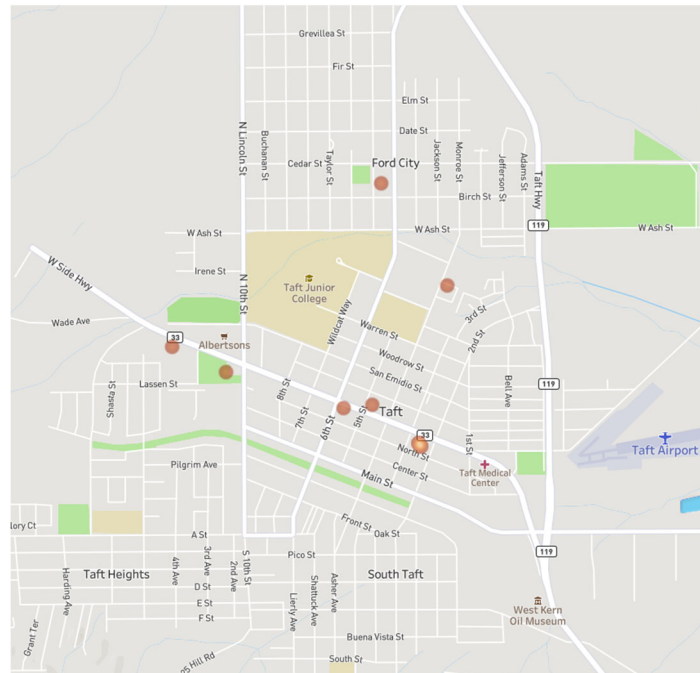 Grevillea St
Fir St
Elm St
Date St
N Lincoln St
Buchanan St
Taylor St
Cedar St
Ford City
Jackson St
Monroe St
Jefferson St
Adams St
Taft Hwy
Birch St
W Ash St
W Ash St
119
W Ash St
Irene St
W Side Hwy
N 10th St
Taft Junior
College
Wildcat Way
3rd St
2nd St
Wade Ave
33
Albertsons
Warren St
Woodrow St
San Emidio St
Shasta St
Lassen St
8th St
7th St
6th St
5th St
Taft
Bell Ave
119
33
1st St
North St
Center St
Taft Medical
Center
Taft Airport
Pilgrim Ave
Main St
lory Ct
Front St
Oak St
A St
4th Ave
3rd Ave
2nd Ave
S 10th St
Pico St
119
Taft Heights
Harding Ave
D St
E St
F St
Lierly Ave
Shattuck Ave
Asher Ave
South Taft
Grant Ter
West Kern
Oil Museum
Buena Vista St
25 Hill Rd
South St